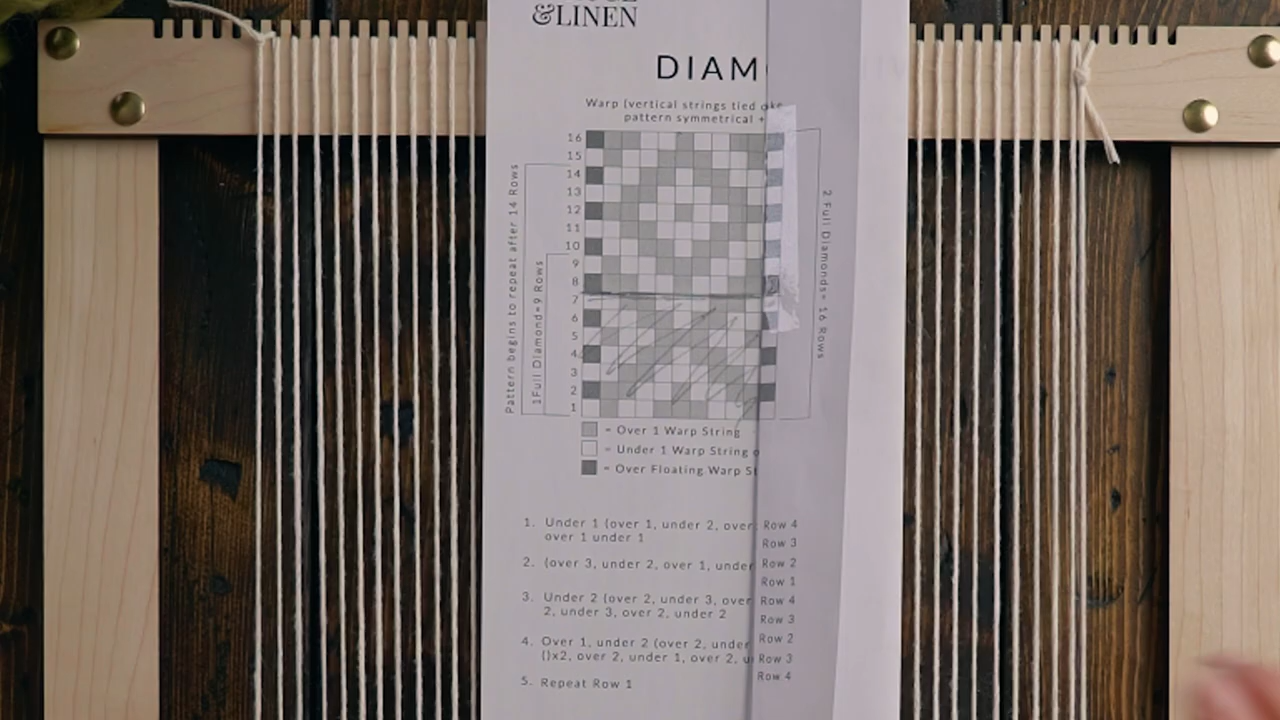 &LINEN
DIAM
Warp (vertical strings tied
pattern symmetrical +
16
15
14
13
12
11
10
9
8
7
6
5
4
3
2
1
Pattern begins to repeat after 14 Rows
1 Full Diamond= 9 Rows
2 Full Diamonds= 16 Rows
= Over 1 Warp String
= Under 1 Warp String
= Over Floating Warp St
1. Under 1 (over 1, under 2, over
over 1 under 1
2. (over 3, under 2, over 1, under
3. Under 2 (over 2, under 3, over
2, under 3, over 2, under 2
4. Over 1, under 2 (over 2, under
()x2, over 2, under 1, over 2, u
5. Repeat Row 1
Row 4
Row 3
Row 2
Row 1
Row 4
Row 3
Row 2
Row 3
Row 4